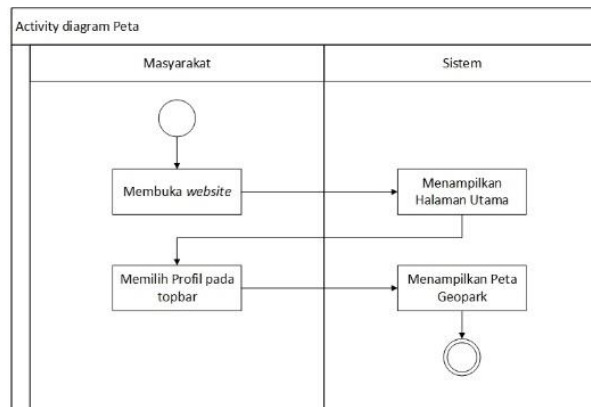 Activity diagram Peta
Masyarakat
Sistem
Membuka website
Menampilkan
Halaman Utama
Memilih Profil pada
topbar
Menampilkan Peta
Geopark